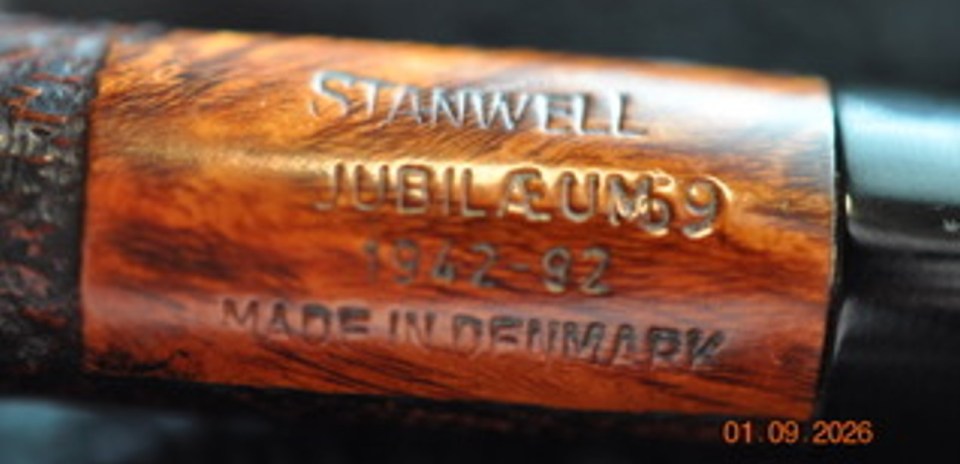 STANWELL
JUBILÆUM 69
1942-92
MADE IN DENMARK
01.09.2026